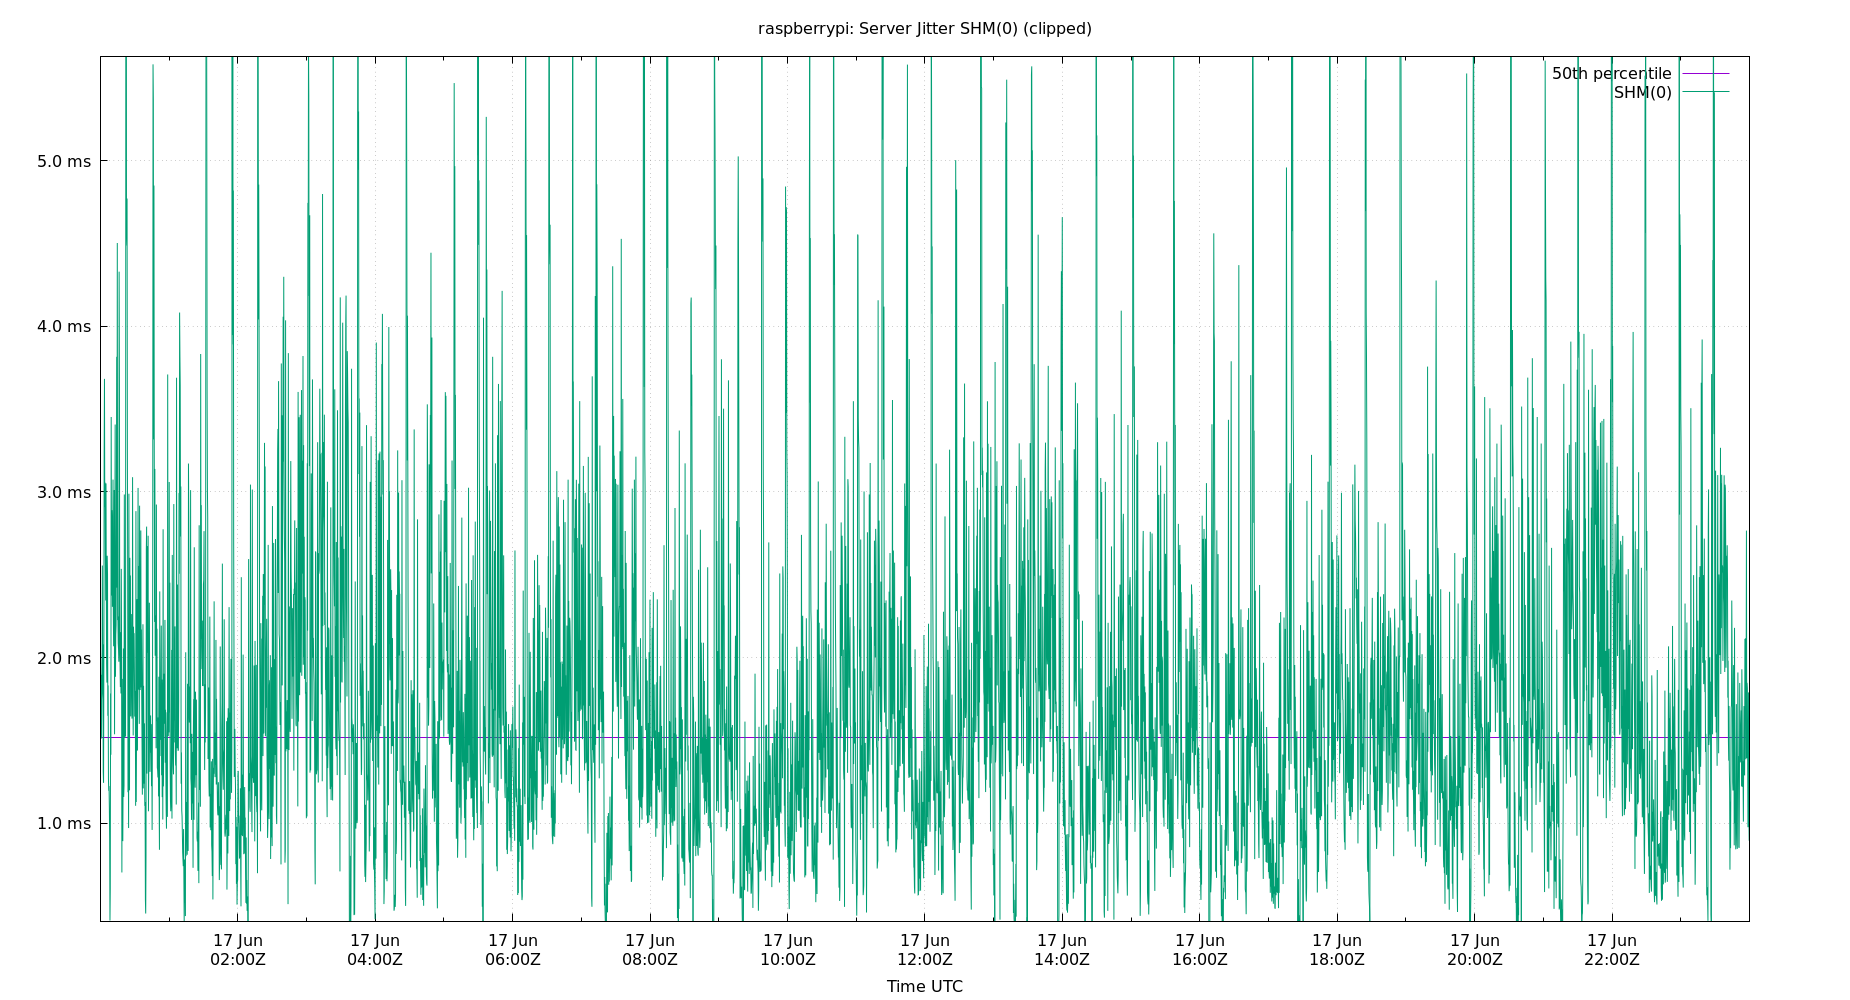 raspberrypi: Server Jitter SHM(0) (clipped)
50th percentile
SHM(0)
5.0 ms
4.0 ms
3.0 ms
2.0 ms
1.0 ms
17 Jun 17 Jun 17 Jun 17 Jun 17 Jun 17 Jun 17 Jun 17 Jun 17 Jun 17 Jun 17 Jun
02:00Z 04:00Z 06:00Z 08:00Z 10:00Z 12:00Z 14:00Z 16:00Z 18:00Z 20:00Z 22:00Z
Time UTC